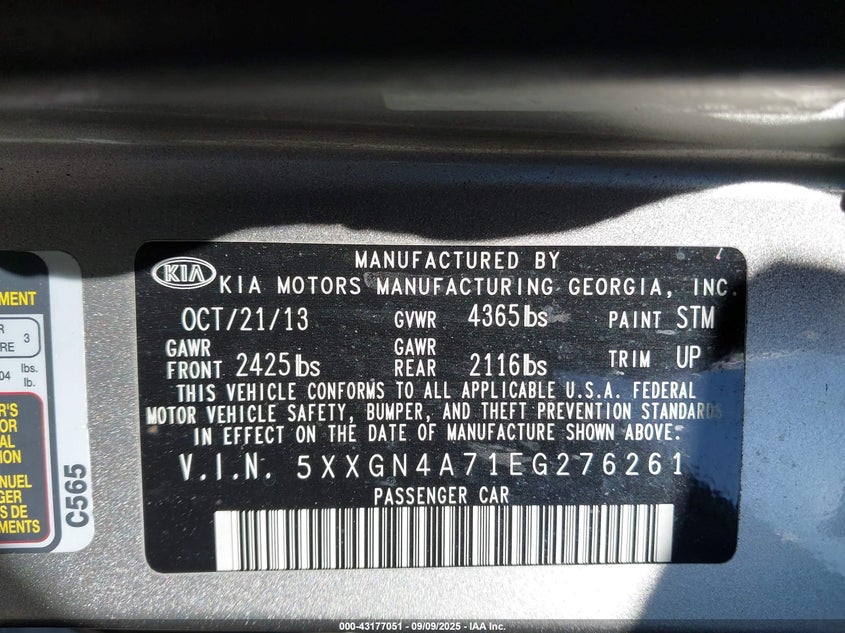 MANUFACTURED BY
KIA
KIA MOTORS MANUFACTURING GEORGIA, INC.
OCT/21/13 GVWR 4365lbs PAINT STM
GAWR FRONT 2425lbs GAWR REAR 2116lbs TRIM UP
THIS VEHICLE CONFORMS TO ALL APPLICABLE U.S.A. FEDERAL
MOTOR VEHICLE SAFETY, BUMPER, AND THEFT PREVENTION STANDARDS
IN EFFECT ON THE DATE OF MANUFACTURE SHOWN ABOVE.
V.I.N. 5XXGN4A71EG276261
PASSENGER CAR
3
lbs.
lb.
C565
000-43177051 - 09/09/2025 - IAA Inc.